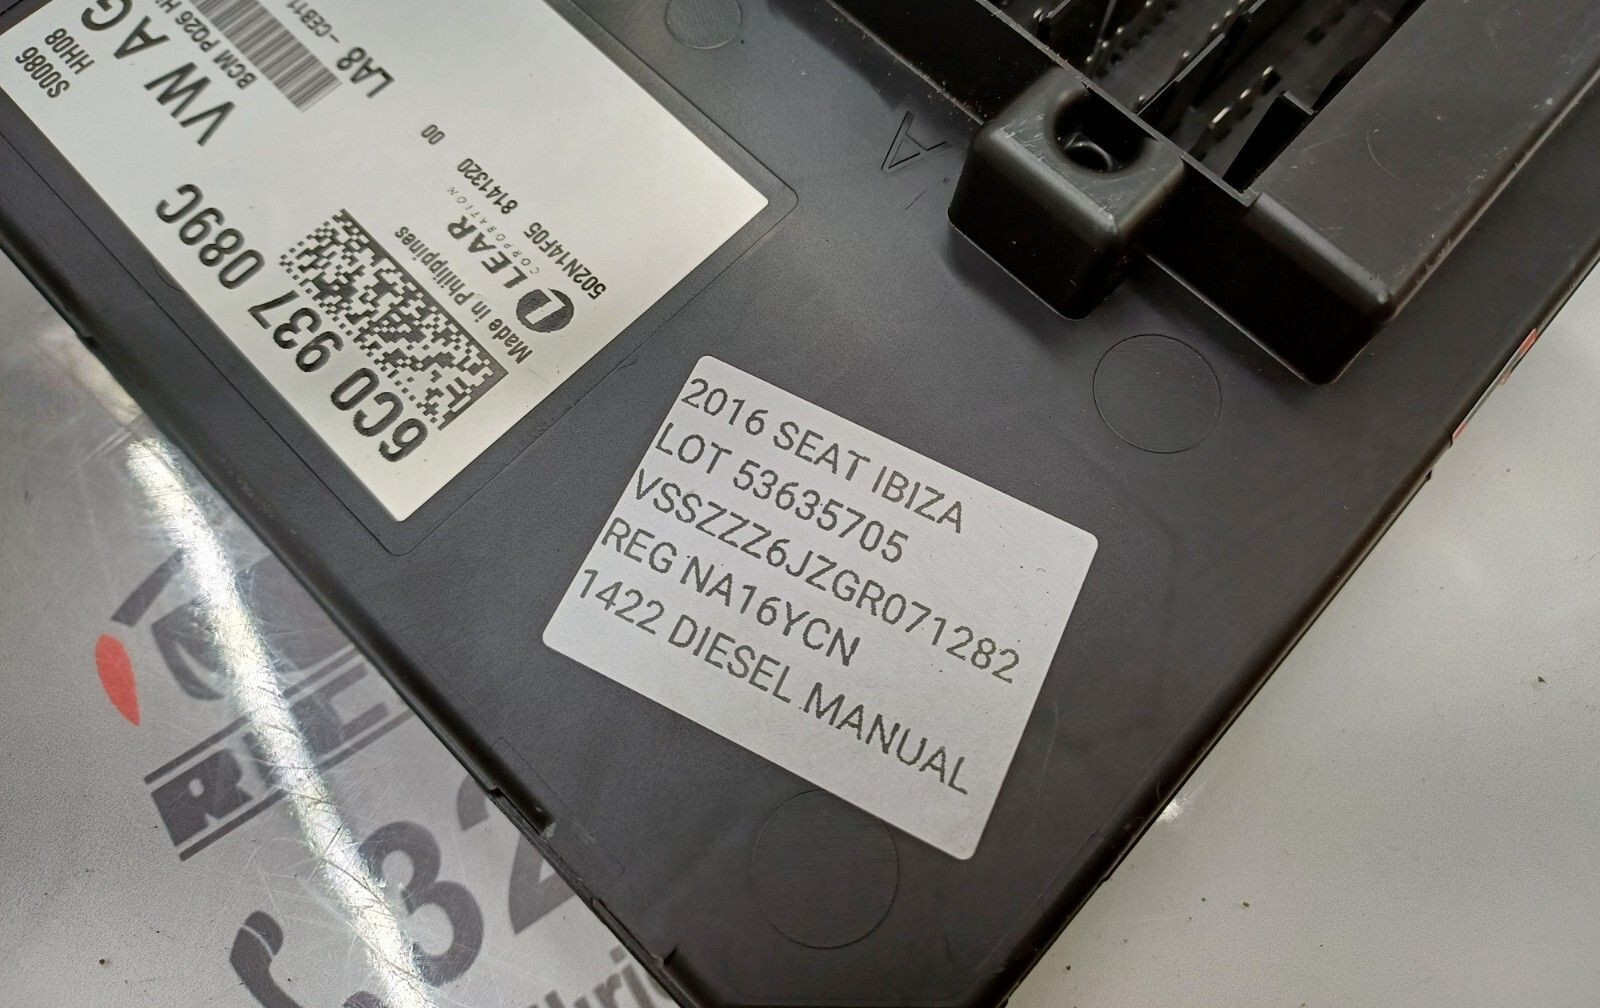 2016 SEAT IBIZA
LOT 53635705
VSSZZZ6JZGR071282
REG NA16YCN
1422 DIESEL MANUAL
6C0 937 089C
VW AG
BCM PQ26
HH08
S0086
LA8
Made in Philippines
LEAR
CORPORATION
502N14F05 8141320 00
A